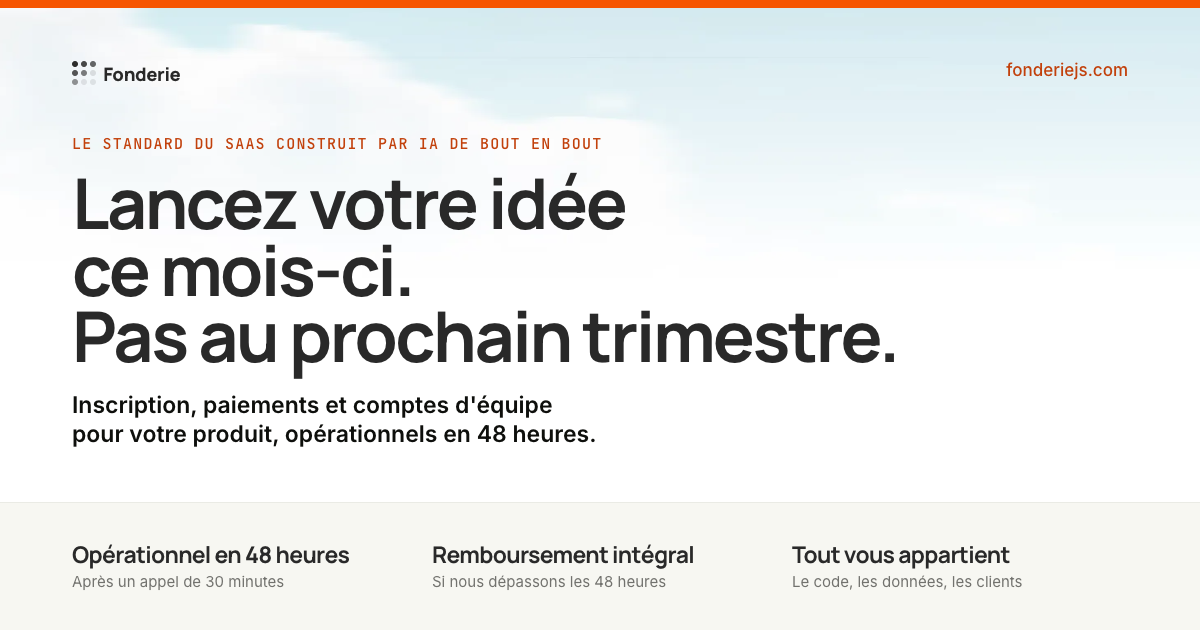 Fonderie
fonderiejs.com
LE STANDARD DU SAAS CONSTRUIT PAR IA DE BOUT EN BOUT
Lancez votre idée
ce mois-ci.
Pas au prochain trimestre.
Inscription, paiements et comptes d'équipe
pour votre produit, opérationnels en 48 heures.
Opérationnel en 48 heures
Après un appel de 30 minutes
Remboursement intégral
Si nous dépassons les 48 heures
Tout vous appartient
Le code, les données, les clients